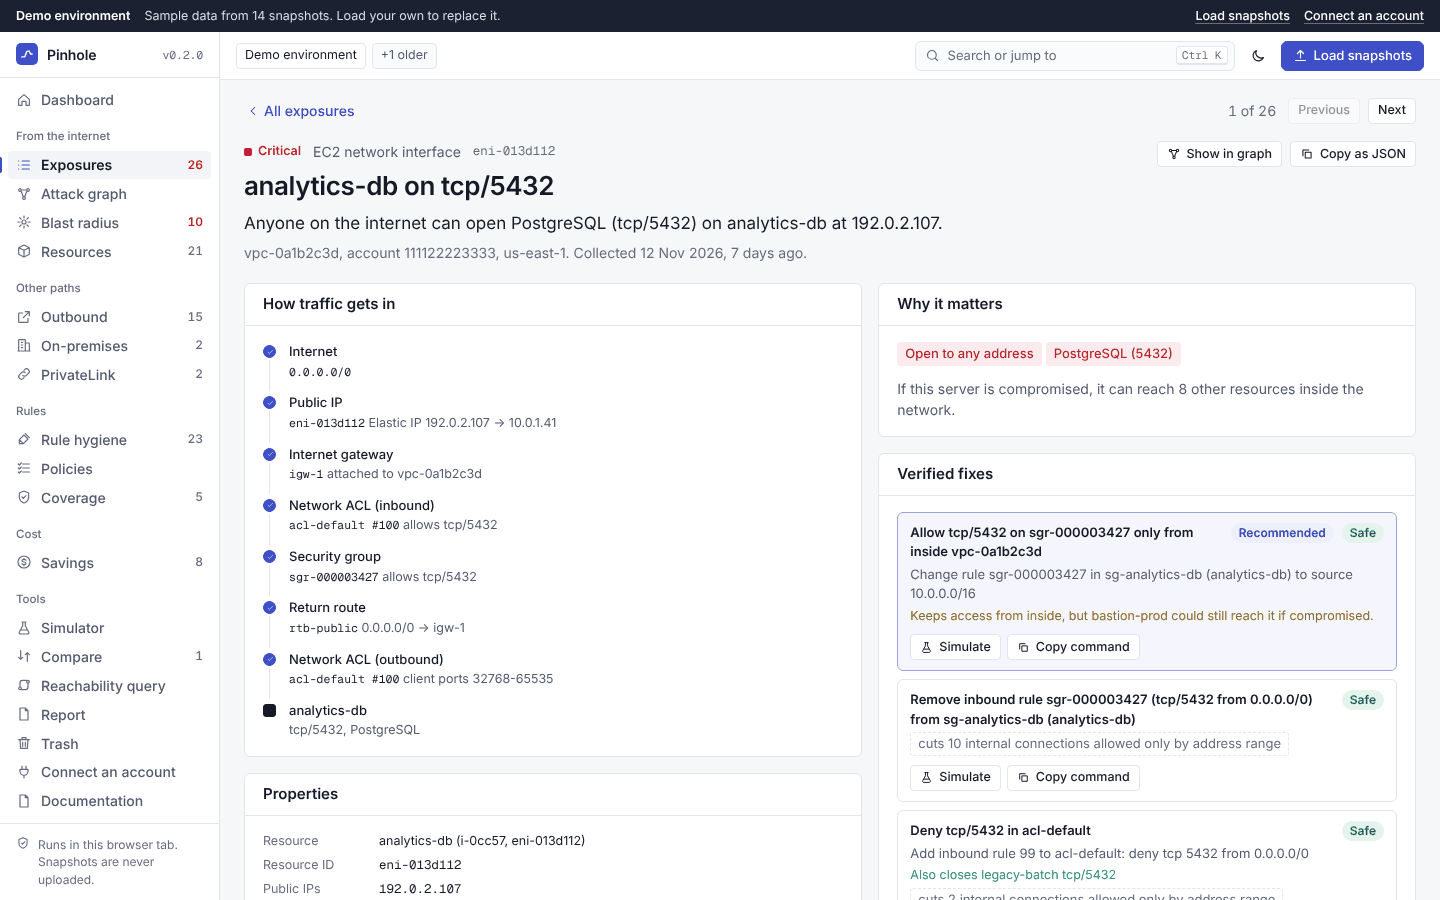 Demo environment Sample data from 14 snapshots. Load your own to replace it. Load snapshots Connect an account
Pinhole v0.2.0
Demo environment +1 older Search or jump to Ctrl K Load snapshots
Dashboard
From the internet
Exposures 26
Attack graph
Blast radius 10
Resources 21
Other paths
Outbound 15
On-premises 2
PrivateLink 2
Rules
Rule hygiene 23
Policies
Coverage 5
Cost
Savings 8
Tools
Simulator
Compare 1
Reachability query
Report
Trash
Connect an account
Documentation
Runs in this browser tab.
Snapshots are never
uploaded.
All exposures 1 of 26 Previous Next
Critical EC2 network interface eni-013d112 Show in graph Copy as JSON
analytics-db on tcp/5432
Anyone on the internet can open PostgreSQL (tcp/5432) on analytics-db at 192.0.2.107.
vpc-0a1b2c3d, account 111122223333, us-east-1. Collected 12 Nov 2026, 7 days ago.
How traffic gets in
Internet
0.0.0.0/0
Public IP
eni-013d112 Elastic IP 192.0.2.107 → 10.0.1.41
Internet gateway
igw-1 attached to vpc-0a1b2c3d
Network ACL (inbound)
acl-default #100 allows tcp/5432
Security group
sgr-000003427 allows tcp/5432
Return route
rtb-public 0.0.0.0/0 → igw-1
Network ACL (outbound)
acl-default #100 client ports 32768-65535
analytics-db
tcp/5432, PostgreSQL
Properties
Resource analytics-db (i-0cc57, eni-013d112)
Resource ID eni-013d112
Public IPs 192.0.2.107
Why it matters
Open to any address PostgreSQL (5432)
If this server is compromised, it can reach 8 other resources inside the
network.
Verified fixes
Allow tcp/5432 on sgr-000003427 only from Recommended Safe
inside vpc-0a1b2c3d
Change rule sgr-000003427 in sg-analytics-db (analytics-db) to source
10.0.0.0/16
Keeps access from inside, but bastion-prod could still reach it if compromised.
Simulate Copy command
Remove inbound rule sgr-000003427 (tcp/5432 from 0.0.0.0/0) Safe
from sg-analytics-db (analytics-db)
cuts 10 internal connections allowed only by address range
Simulate Copy command
Deny tcp/5432 in acl-default Safe
Add inbound rule 99 to acl-default: deny tcp 5432 from 0.0.0.0/0
Also closes legacy-batch tcp/5432
cuts 2 internal connections allowed only by address range